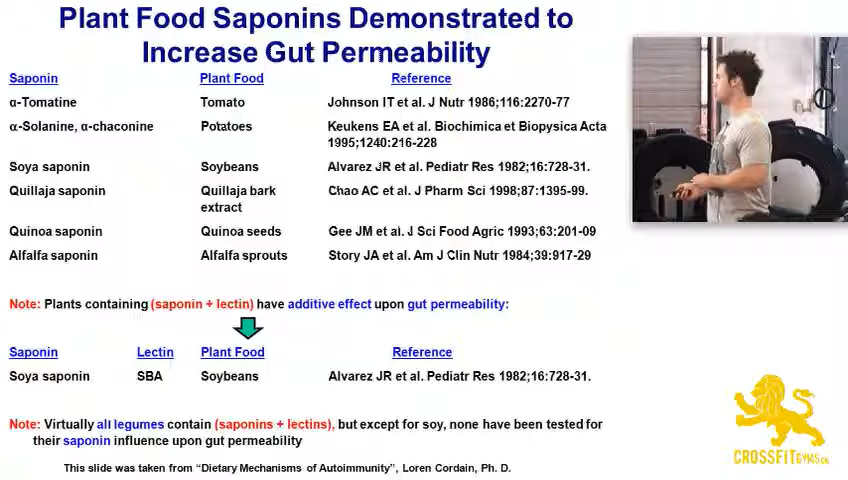 Plant Food Saponins Demonstrated to
Increase Gut Permeability
Saponin Plant Food Reference
α-Tomatine Tomato Johnson IT et al. J Nutr 1986;116:2270-77
α-Solanine, α-chaconine Potatoes Keukens EA et al. Biochimica et Biopysica Acta
1995;1240:216-228
Soya saponin Soybeans Alvarez JR et al. Pediatr Res 1982;16:728-31.
Quillaja saponin Quillaja bark Chao AC et al. J Pharm Sci 1998;87:1395-99.
extract
Quinoa saponin Quinoa seeds Gee JM et al. J Sci Food Agric 1993;63:201-09
Alfalfa saponin Alfalfa sprouts Story JA et al. Am J Clin Nutr 1984;39:917-29
Note: Plants containing (saponin + lectin) have additive effect upon gut permeability:
Saponin Lectin Plant Food Reference
Soya saponin SBA Soybeans Alvarez JR et al. Pediatr Res 1982;16:728-31.
Note: Virtually all legumes contain (saponins + lectins), but except for soy, none have been tested for
their saponin influence upon gut permeability
This slide was taken from “Dietary Mechanisms of Autoimmunity”, Loren Cordain, Ph. D.
CROSSFITGYMS.CA